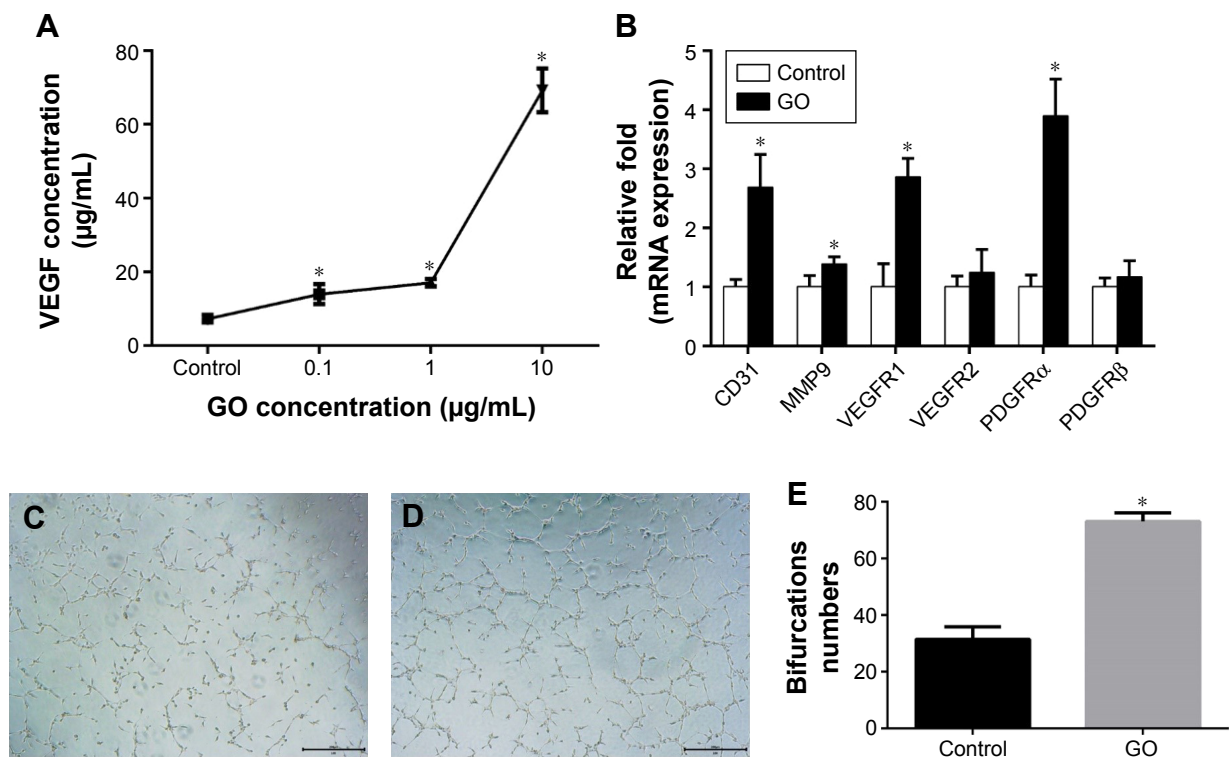 A
VEGF concentration
(µg/mL)
80
60
40
20
0
*
*
*
Control
0.1
1
10
GO concentration (µg/mL)
B
Relative fold
(mRNA expression)
5
4
3
2
1
0
Control
GO
*
*
*
*
CD31
MMP9
VEGFR1
VEGFR2
PDGFRα
PDGFRβ
C
D
E
Bifurcations
numbers
80
60
40
20
0
*
Control
GO